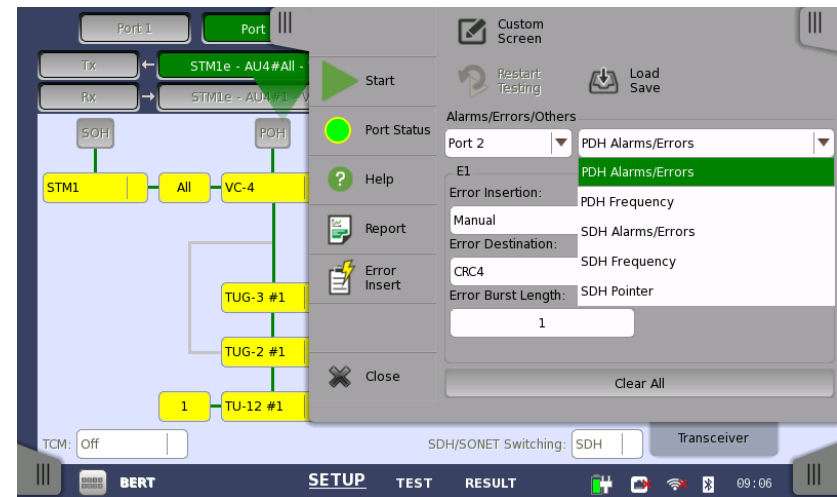 Port 1
Port
Tx
STM1e - AU4#All -
Rx
STM1e - AU4#1 - V
SOH
POH
STM1
All
VC-4
TUG-3 #1
TUG-2 #1
1
TU-12 #1
TCM:
Off
SDH/SONET Switching:
SDH
Transceiver
Start
Port Status
Help
Report
Error
Insert
Close
Custom
Screen
Restart
Testing
Load
Save
Alarms/Errors/Others
Port 2
PDH Alarms/Errors
E1
Error Insertion:
Manual
Error Destination:
CRC4
Error Burst Length:
1
PDH Alarms/Errors
PDH Frequency
SDH Alarms/Errors
SDH Frequency
SDH Pointer
Clear All
BERT
SETUP
TEST
RESULT
09:06